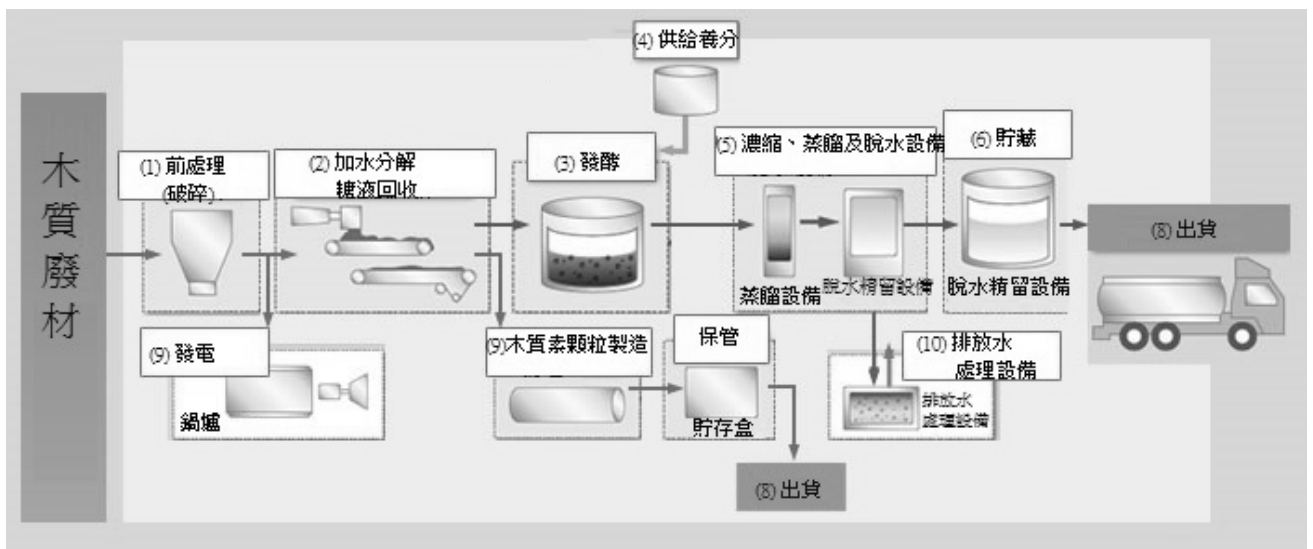 木質廢材
(1) 前處理
(破碎)
(2) 加水分解
糖液回收
(3) 發酵
(4) 供給養分
(5) 濃縮、蒸餾及脫水設備
蒸餾設備
脫水精留設備
(6) 貯藏
脫水精留設備
(8) 出貨
(9) 發電
鍋爐
(9)木質素顆粒製造
保管
貯存盒
(8) 出貨
(10) 排放水
處理設備
排放水
處理設備